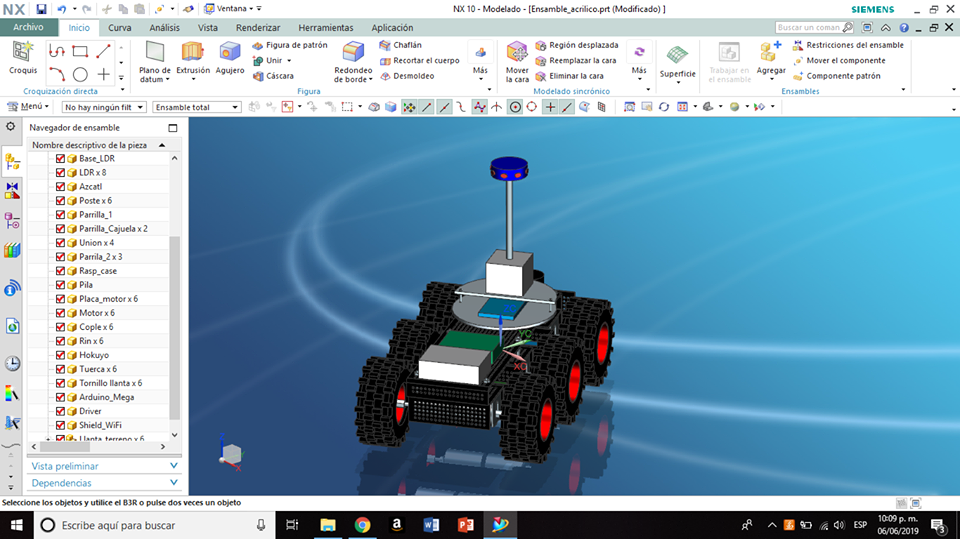 NX
Ventana
NX 10 - Modelado - [Ensamble_acrilico.prt (Modificado) ]
SIEMENS
Archivo
Inicio
Curva
Análisis
Vista
Renderizar
Herramientas
Aplicación
Buscar un coman
Croquis
Croquización directa
Plano de datum
Extrusión
Agujero
Figura de patrón
Unir
Cáscara
Redondeo de borde
Chaflán
Recortar el cuerpo
Desmoldeo
Más
Figura
Mover la cara
Región desplazada
Reemplazar la cara
Eliminar la cara
Más
Modelado sincrónico
Superficie
Trabajar en el ensamble
Agregar
Restricciones del ensamble
Mover el componente
Componente patrón
Ensambles
Menú
No hay ningún filt
Ensamble total
Navegador de ensamble
Nombre descriptivo de la pieza
Base_LDR
LDR x 8
Azcatl
Poste x 6
Parrilla_1
Parrilla_Cajuela x 2
Union x 4
Parrila_2 x 3
Rasp_case
Pila
Placa_motor x 6
Motor x 6
Cople x 6
Rin x 6
Hokuyo
Tuerca x 6
Tornillo llanta x 6
Arduino_Mega
Driver
Shield_WiFi
Llanta_terreno x 6
Vista preliminar
Dependencias
Seleccione los objetos y utilice el B3R o pulse dos veces un objeto
Escribe aquí para buscar
ESP
10:09 p. m.
06/06/2019
3